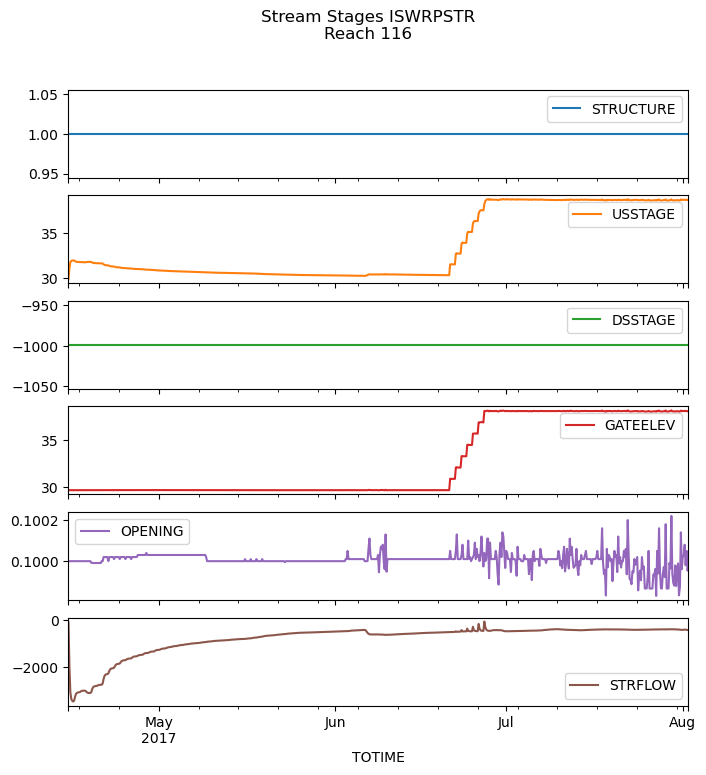 Stream Stages ISWRPSTR
Reach 116
1.05
1.00
0.95
STRUCTURE
35
30
USSTAGE
−950
−1000
−1050
DSSTAGE
35
30
GATEELEV
0.1002
0.1000
OPENING
0
−2000
STRFLOW
May
2017
Jun
Jul
Aug
TOTIME